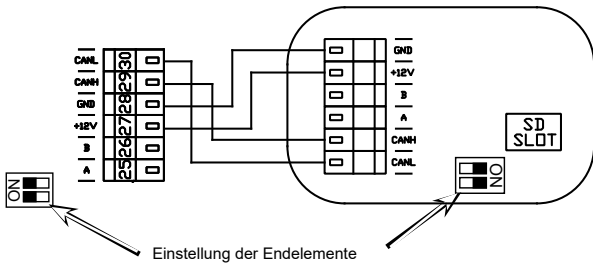 CANL 30
CANH 29
GND 28
+12V 27
B 26
A 25
GND
+12V
B
A
CANH
CANL
SD
SLOT
ON
ON
Einstellung der Endelemente